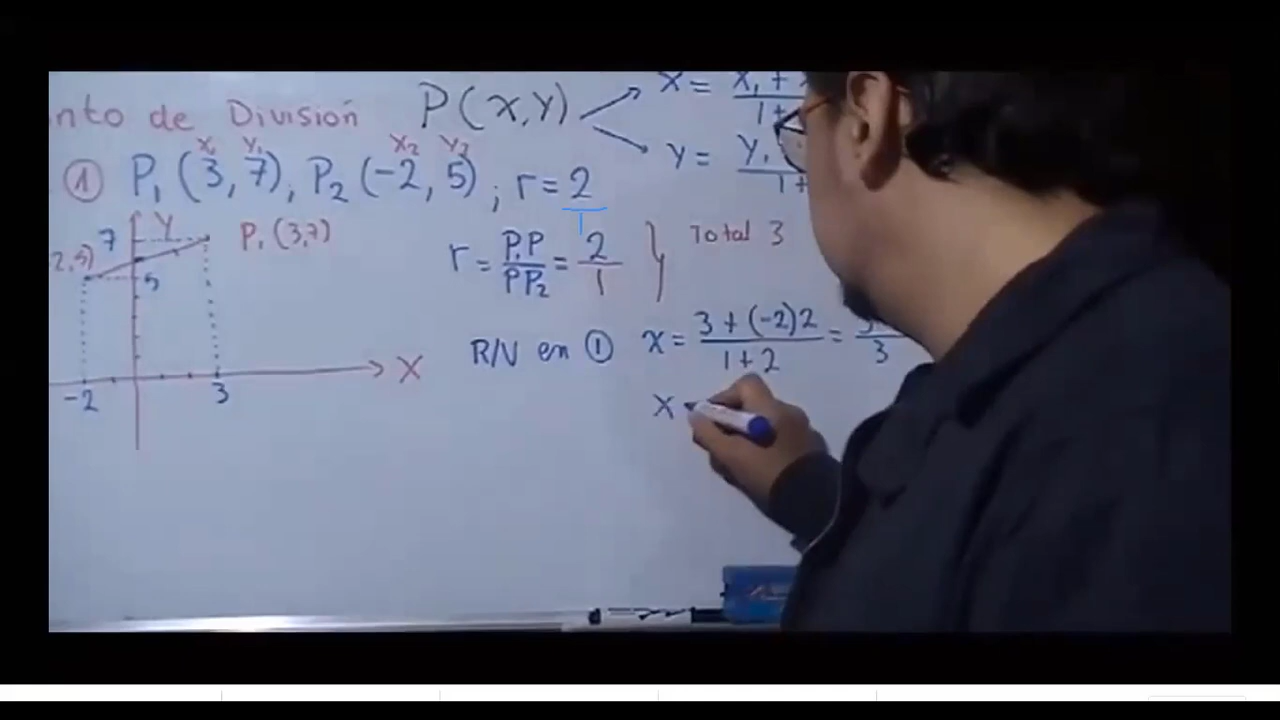 nto de División P(X,Y)
X = X₁ +
1+
Y = Y₁
1+
X₁ Y₁ X₂ Y₂
① P₁ (3,7), P₂ (-2,5) ; r = 2/1
Y
7
5
2,5)
P₁ (3,7)
X
-2
3
r = P₁P/PP₂ = 2/1 } Total 3
R/V en ① x = 3 + (-2)2 / 1+2 = 3
X